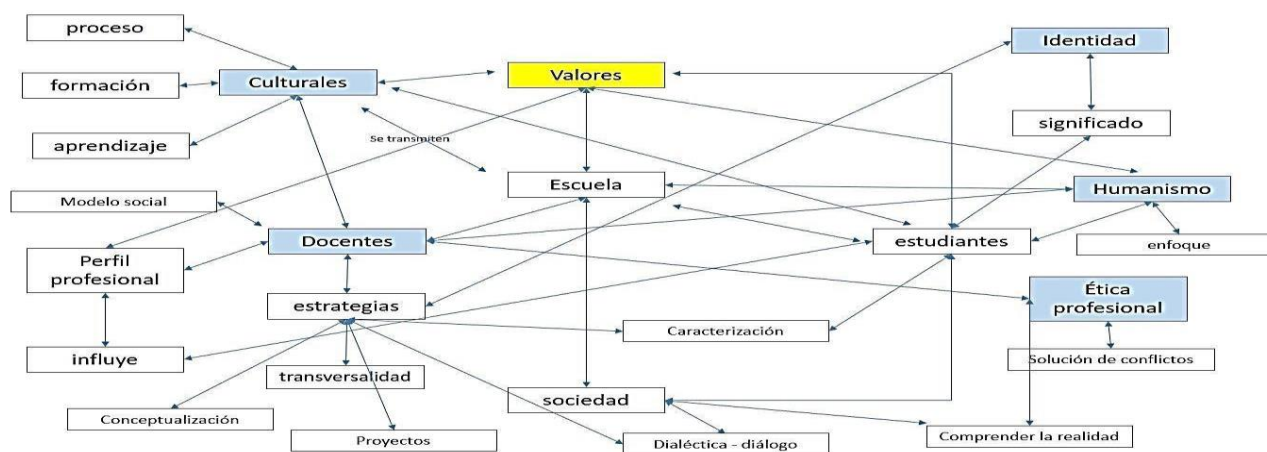 proceso
Identidad
Culturales
Valores
formación
significado
aprendizaje
Se transmiten
Escuela
Humanismo
Modelo social
Docentes
estudiantes
enfoque
Perfil
profesional
Ética
profesional
estrategias
Caracterización
influye
Solución de conflictos
transversalidad
sociedad
Conceptualización
Proyectos
Dialéctica - diálogo
Comprender la realidad